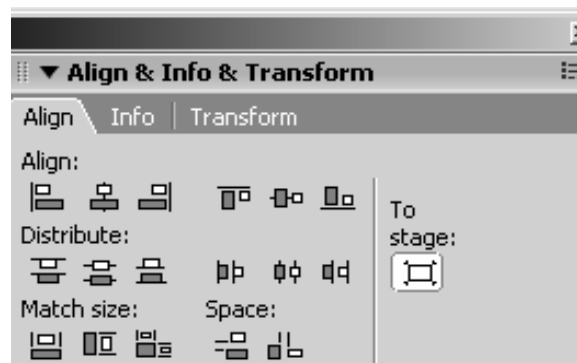 Align & Info & Transform
Align Info Transform
Align:
To stage:
Distribute:
Match size: Space: